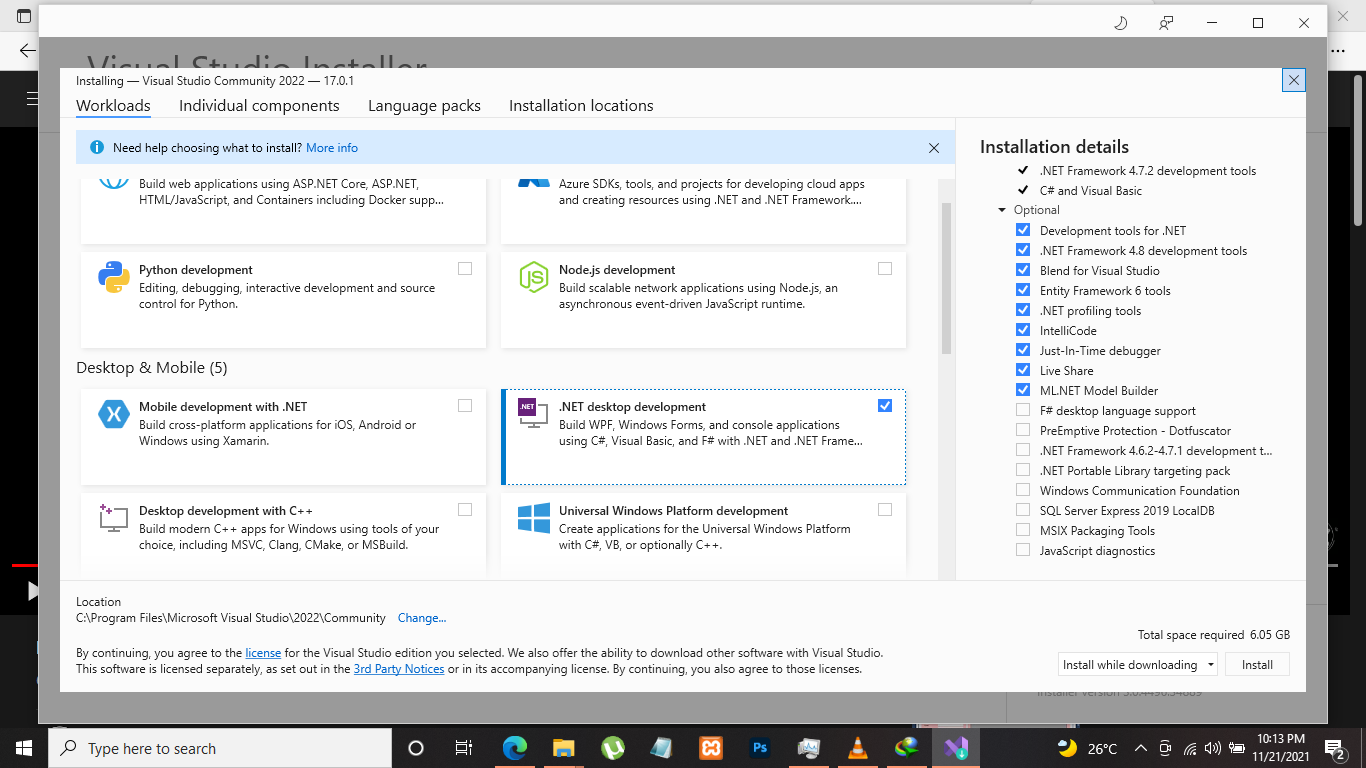 Visual Studio Installer
Installing — Visual Studio Community 2022 — 17.0.1
Workloads
Individual components
Language packs
Installation locations
Need help choosing what to install? More info
Build web applications using ASP.NET Core, ASP.NET,
HTML/JavaScript, and Containers including Docker supp...
Azure SDKs, tools, and projects for developing cloud apps
and creating resources using .NET and .NET Framework....
Python development
Editing, debugging, interactive development and source
control for Python.
Node.js development
Build scalable network applications using Node.js, an
asynchronous event-driven JavaScript runtime.
Desktop & Mobile (5)
Mobile development with .NET
Build cross-platform applications for iOS, Android or
Windows using Xamarin.
.NET
.NET desktop development
Build WPF, Windows Forms, and console applications
using C#, Visual Basic, and F# with .NET and .NET Frame...
Desktop development with C++
Build modern C++ apps for Windows using tools of your
choice, including MSVC, Clang, CMake, or MSBuild.
Universal Windows Platform development
Create applications for the Universal Windows Platform
with C#, VB, or optionally C++.
Installation details
.NET Framework 4.7.2 development tools
C# and Visual Basic
Optional
Development tools for .NET
.NET Framework 4.8 development tools
Blend for Visual Studio
Entity Framework 6 tools
.NET profiling tools
IntelliCode
Just-In-Time debugger
Live Share
ML.NET Model Builder
F# desktop language support
PreEmptive Protection - Dotfuscator
.NET Framework 4.6.2-4.7.1 development t...
.NET Portable Library targeting pack
Windows Communication Foundation
SQL Server Express 2019 LocalDB
MSIX Packaging Tools
JavaScript diagnostics
Location
C:\Program Files\Microsoft Visual Studio\2022\Community Change...
By continuing, you agree to the license for the Visual Studio edition you selected. We also offer the ability to download other software with Visual Studio.
This software is licensed separately, as set out in the 3rd Party Notices or in its accompanying license. By continuing, you also agree to those licenses.
Total space required 6.05 GB
Install while downloading
Install
Type here to search
Ps
26°C
10:13 PM
11/21/2021
2